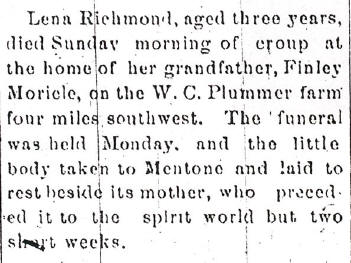 Lena Richmond, aged three years,
died Sunday morning of croup at
the home of her grandfather, Finley
Moricle, on the W. C. Plummer farm
four miles southwest. The funeral
was held Monday, and the little
body taken to Mentone and laid to
rest beside its mother, who preced-
ed it to the spirit world but two
short weeks.